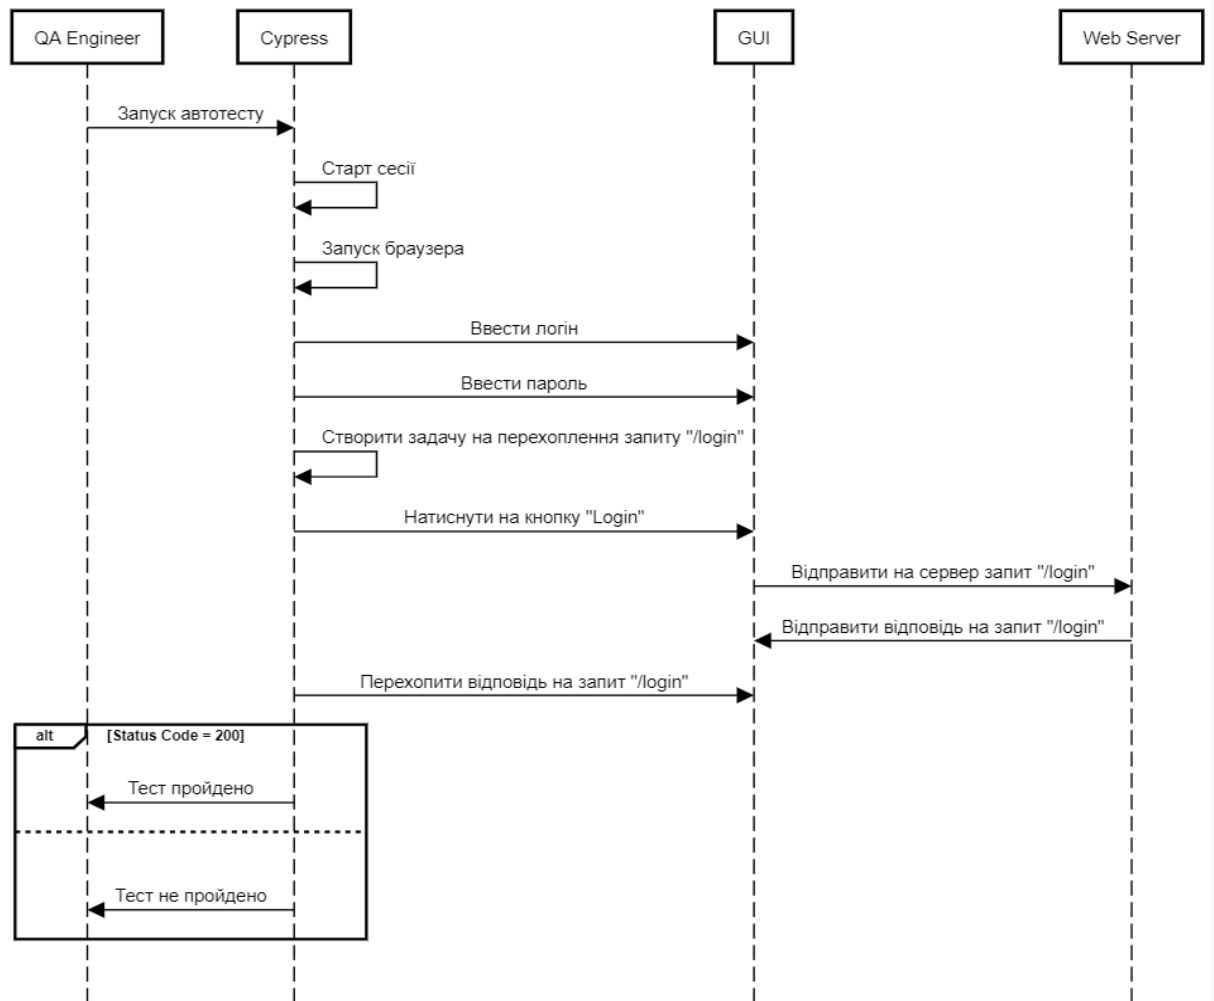 QA Engineer
Cypress
GUI
Web Server
Запуск автотесту
Старт сесії
Запуск браузера
Ввести логін
Ввести пароль
Створити задачу на перехоплення запиту "/login"
Натиснути на кнопку "Login"
Відправити на сервер запит "/login"
Відправити відповідь на запит "/login"
Перехопити відповідь на запит "/login"
alt
[Status Code = 200]
Тест пройдено
Тест не пройдено